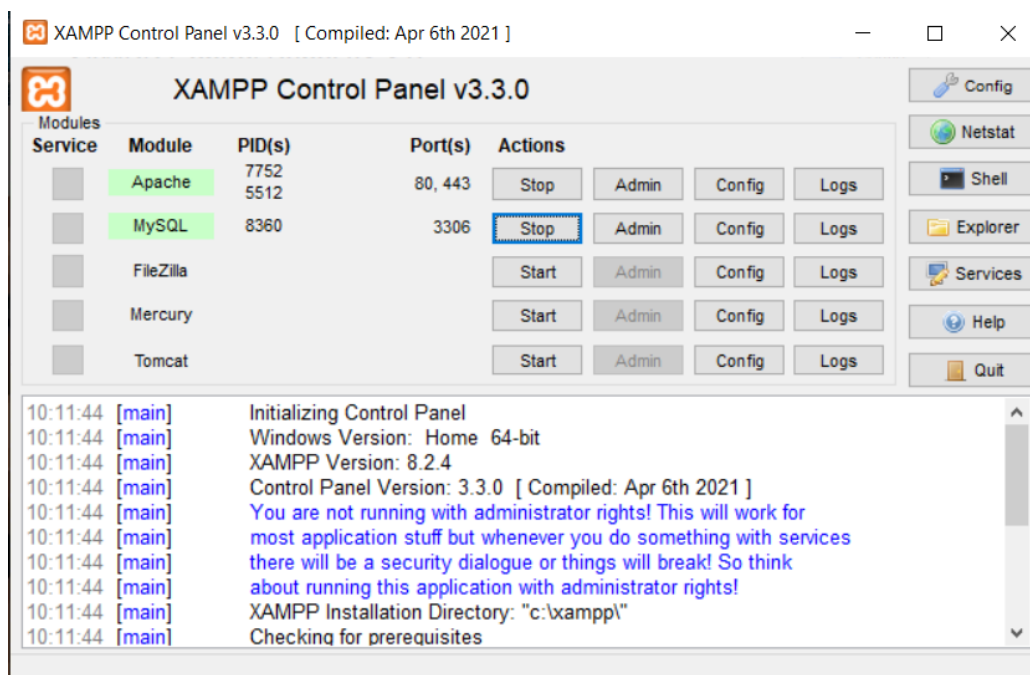 XAMPP Control Panel v3.3.0 [ Compiled: Apr 6th 2021 ]
XAMPP Control Panel v3.3.0
Config
Modules
Netstat
Service Module PID(s) Port(s) Actions
Apache 7752 5512 80, 443 Stop Admin Config Logs
Shell
MySQL 8360 3306 Stop Admin Config Logs
Explorer
FileZilla Start Admin Config Logs
Services
Mercury Start Admin Config Logs
Help
Tomcat Start Admin Config Logs
Quit
10:11:44 [main] Initializing Control Panel
10:11:44 [main] Windows Version: Home 64-bit
10:11:44 [main] XAMPP Version: 8.2.4
10:11:44 [main] Control Panel Version: 3.3.0 [ Compiled: Apr 6th 2021 ]
10:11:44 [main] You are not running with administrator rights! This will work for
10:11:44 [main] most application stuff but whenever you do something with services
10:11:44 [main] there will be a security dialogue or things will break! So think
10:11:44 [main] about running this application with administrator rights!
10:11:44 [main] XAMPP Installation Directory: "c:\xampp\"
10:11:44 [main] Checking for prerequisites